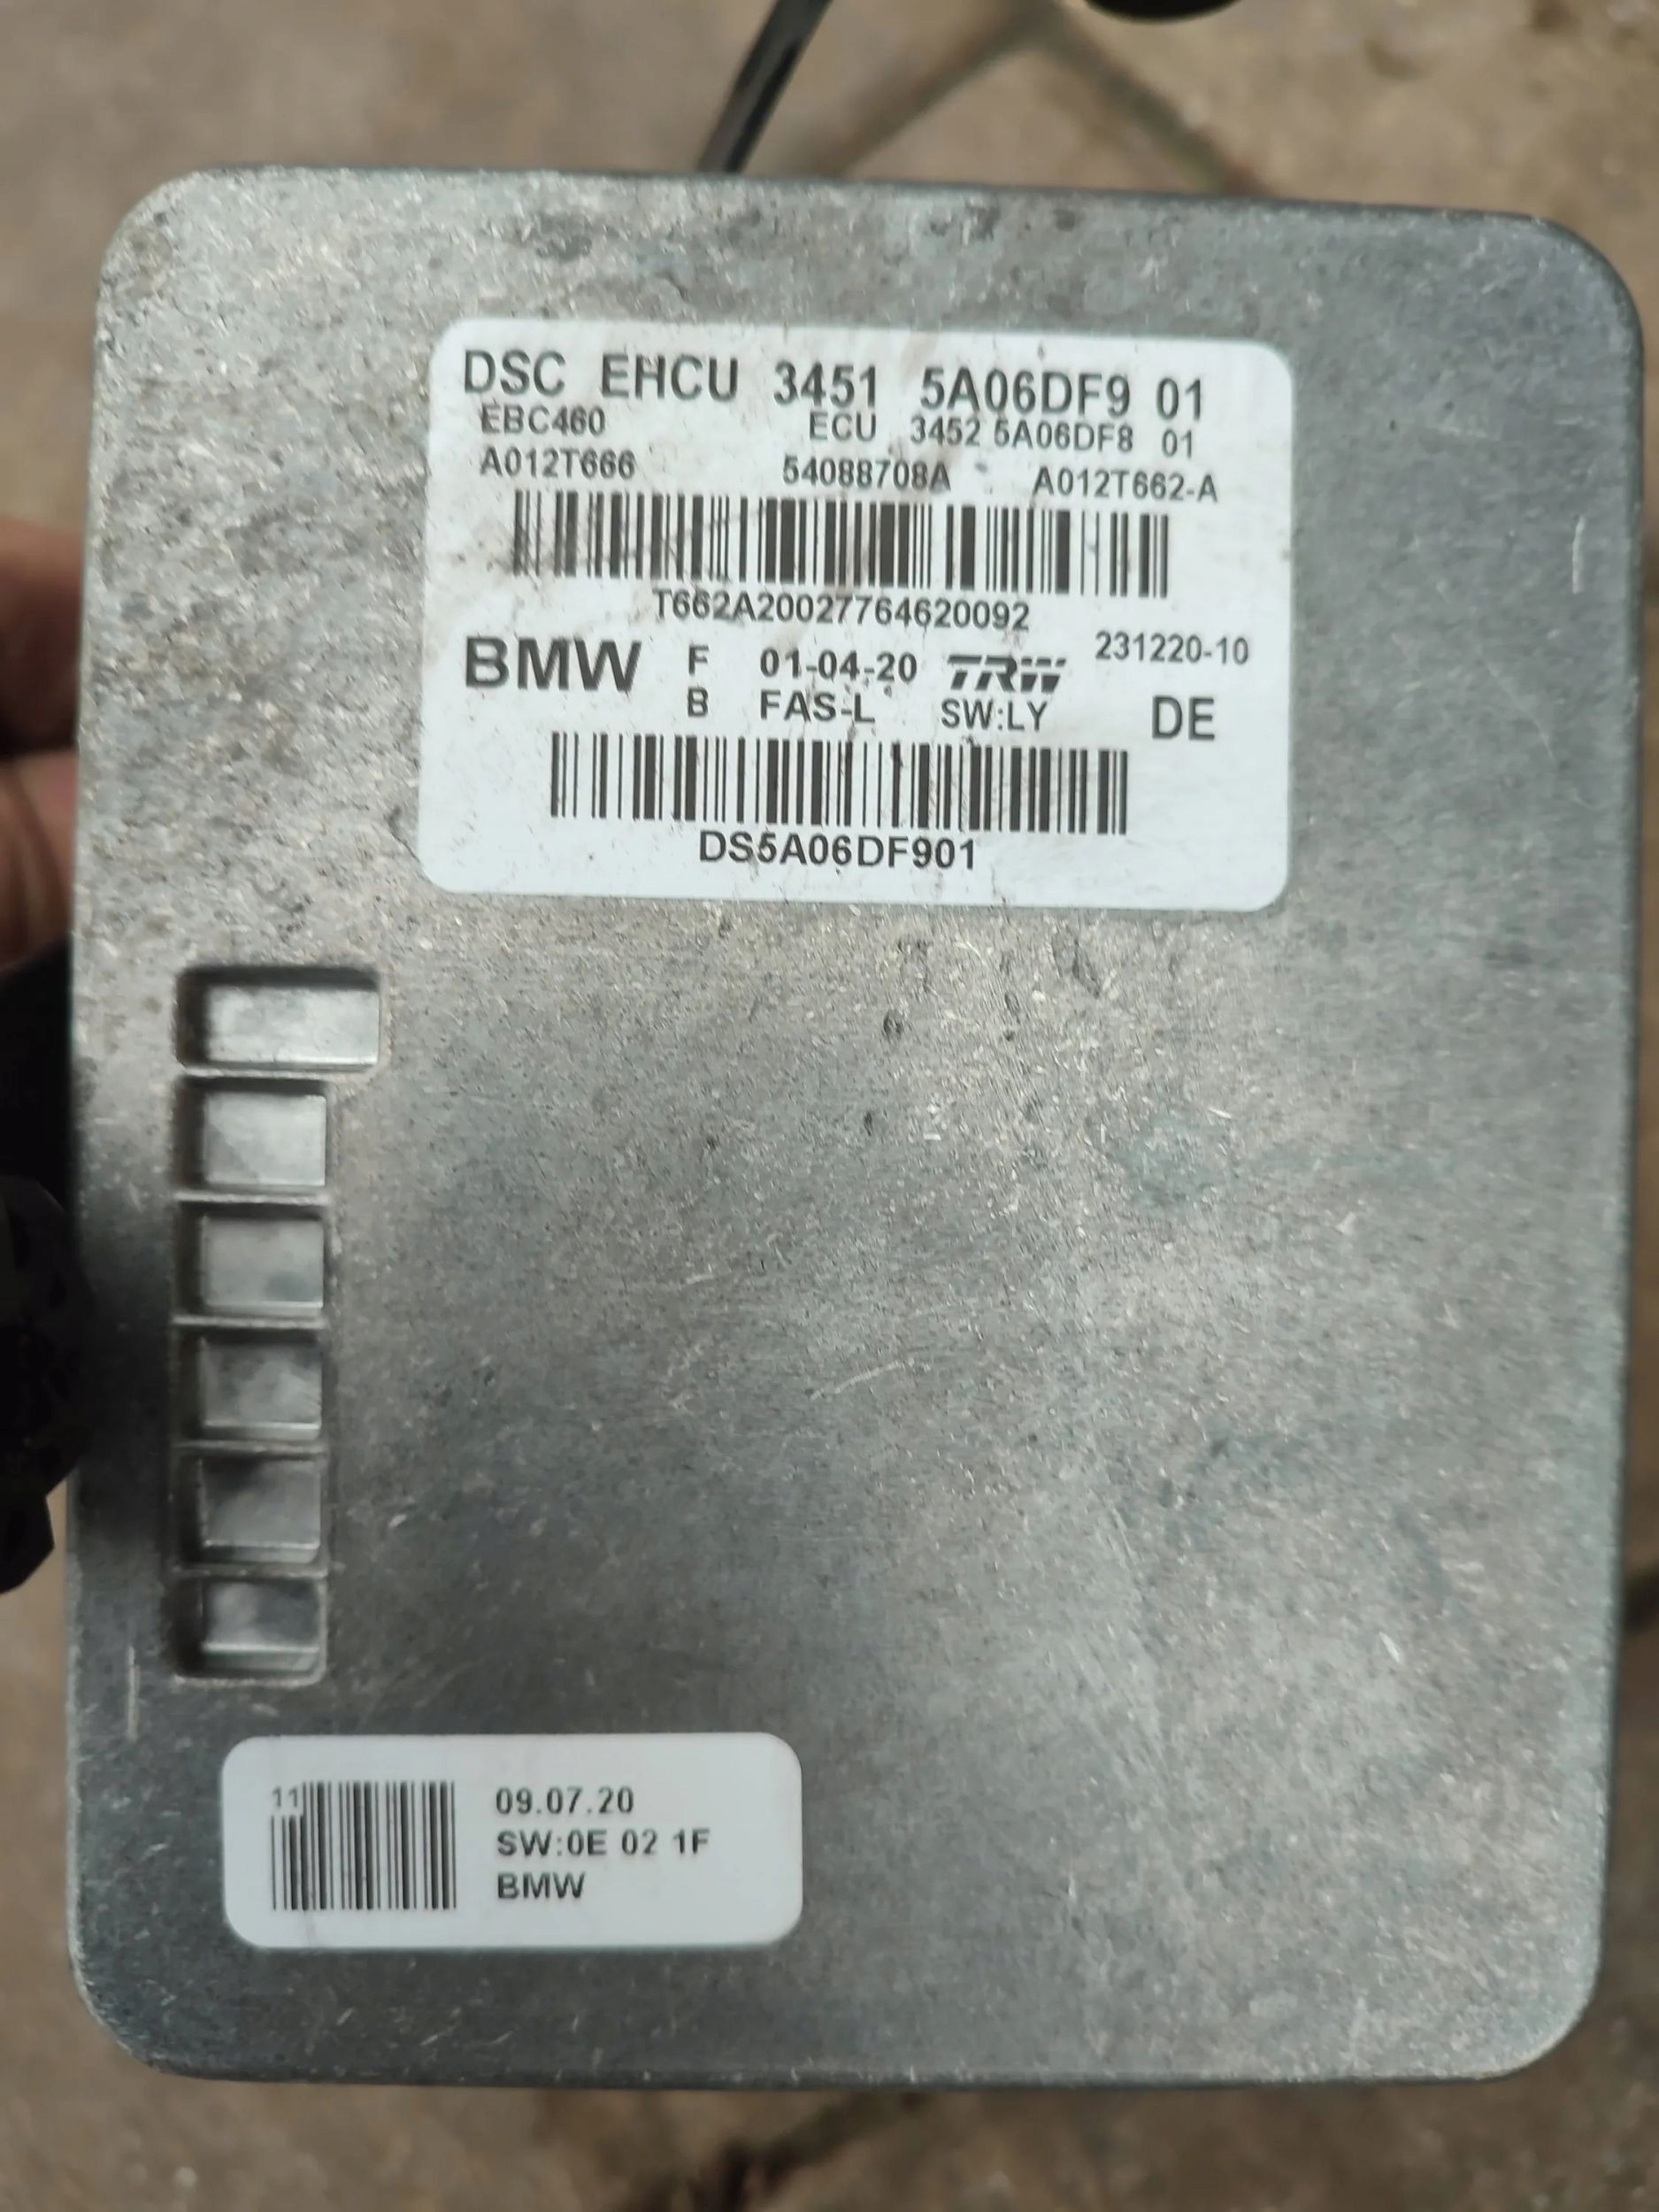 DSC EHCU 3451 5A06DF9 01
EBC460 ECU 3452 5A06DF8 01
A012T666 54088708A A012T662-A
T662A20027764620092
BMW F 01-04-20 TRW 231220-10
B FAS-L SW:LY DE
DS5A06DF901
11 09.07.20
SW:0E 02 1F
BMW